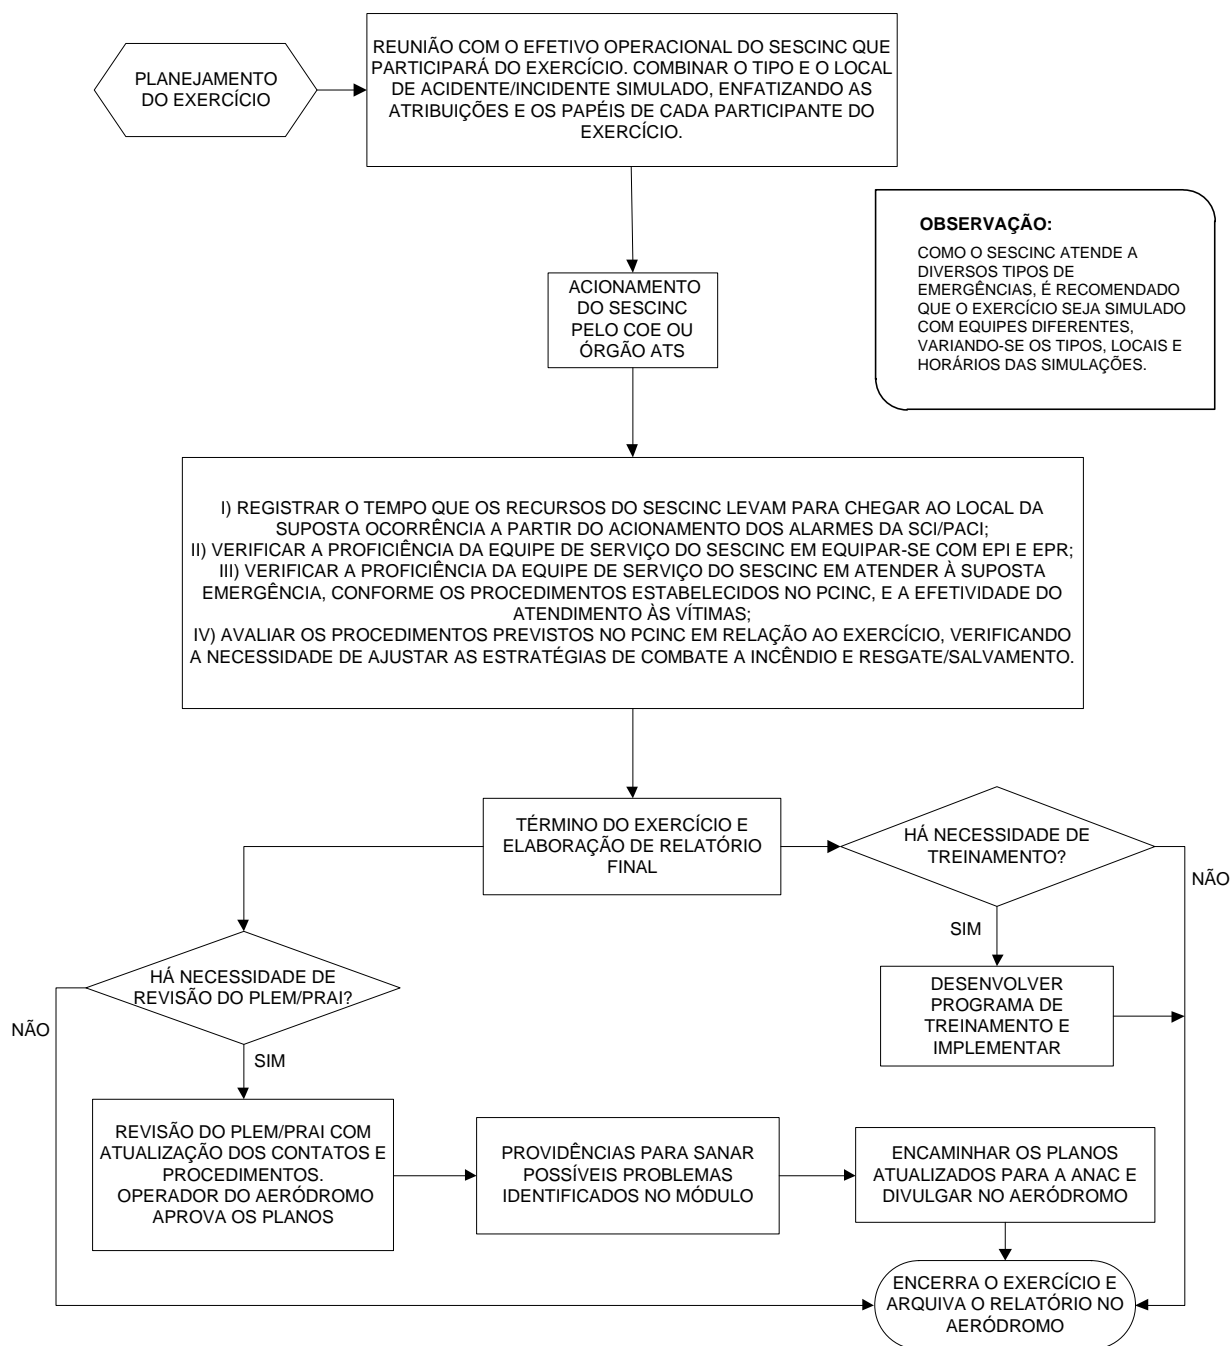 PLANEJAMENTO
DO EXERCÍCIO
REUNIÃO COM O EFETIVO OPERACIONAL DO SESCINC QUE
PARTICIPARÁ DO EXERCÍCIO. COMBINAR O TIPO E O LOCAL
DE ACIDENTE/INCIDENTE SIMULADO, ENFATIZANDO AS
ATRIBUIÇÕES E OS PAPÉIS DE CADA PARTICIPANTE DO
EXERCÍCIO.
OBSERVAÇÃO:
COMO O SESCINC ATENDE A
DIVERSOS TIPOS DE
EMERGÊNCIAS, É RECOMENDADO
QUE O EXERCÍCIO SEJA SIMULADO
COM EQUIPES DIFERENTES,
VARIANDO-SE OS TIPOS, LOCAIS E
HORÁRIOS DAS SIMULAÇÕES.
ACIONAMENTO
DO SESCINC
PELO COE OU
ÓRGÃO ATS
I) REGISTRAR O TEMPO QUE OS RECURSOS DO SESCINC LEVAM PARA CHEGAR AO LOCAL DA
SUPOSTA OCORRÊNCIA A PARTIR DO ACIONAMENTO DOS ALARMES DA SCI/PACI;
II) VERIFICAR A PROFICIÊNCIA DA EQUIPE DE SERVIÇO DO SESCINC EM EQUIPAR-SE COM EPI E EPR;
III) VERIFICAR A PROFICIÊNCIA DA EQUIPE DE SERVIÇO DO SESCINC EM ATENDER À SUPOSTA
EMERGÊNCIA, CONFORME OS PROCEDIMENTOS ESTABELECIDOS NO PCINC, E A EFETIVIDADE DO
ATENDIMENTO ÀS VÍTIMAS;
IV) AVALIAR OS PROCEDIMENTOS PREVISTOS NO PCINC EM RELAÇÃO AO EXERCÍCIO, VERIFICANDO
A NECESSIDADE DE AJUSTAR AS ESTRATÉGIAS DE COMBATE A INCÊNDIO E RESGATE/SALVAMENTO.
TÉRMINO DO EXERCÍCIO E
ELABORAÇÃO DE RELATÓRIO
FINAL
HÁ NECESSIDADE DE
TREINAMENTO?
NÃO
SIM
DESENVOLVER
PROGRAMA DE
TREINAMENTO E
IMPLEMENTAR
HÁ NECESSIDADE DE
REVISÃO DO PLEM/PRAI?
NÃO
SIM
REVISÃO DO PLEM/PRAI COM
ATUALIZAÇÃO DOS CONTATOS E
PROCEDIMENTOS.
OPERADOR DO AERÓDROMO
APROVA OS PLANOS
PROVIDÊNCIAS PARA SANAR
POSSÍVEIS PROBLEMAS
IDENTIFICADOS NO MÓDULO
ENCAMINHAR OS PLANOS
ATUALIZADOS PARA A ANAC E
DIVULGAR NO AERÓDROMO
ENCERRA O EXERCÍCIO E
ARQUIVA O RELATÓRIO NO
AERÓDROMO